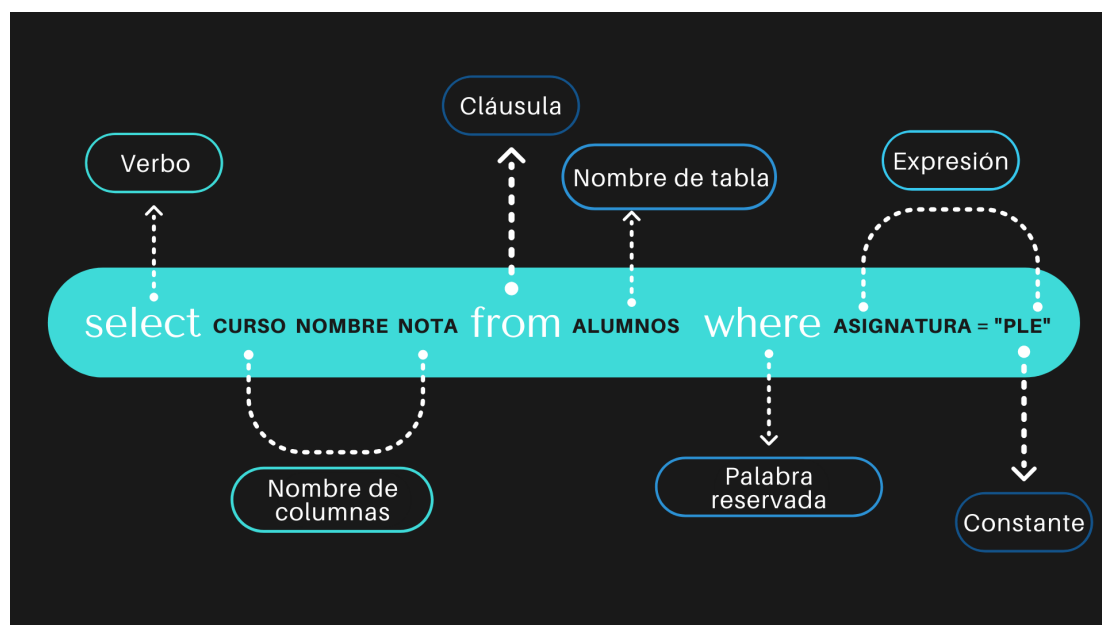 Cláusula
Verbo
Nombre de tabla
Expresión
select CURSO NOMBRE NOTA from ALUMNOS where ASIGNATURA = "PLE"
Nombre de
columnas
Palabra
reservada
Constante